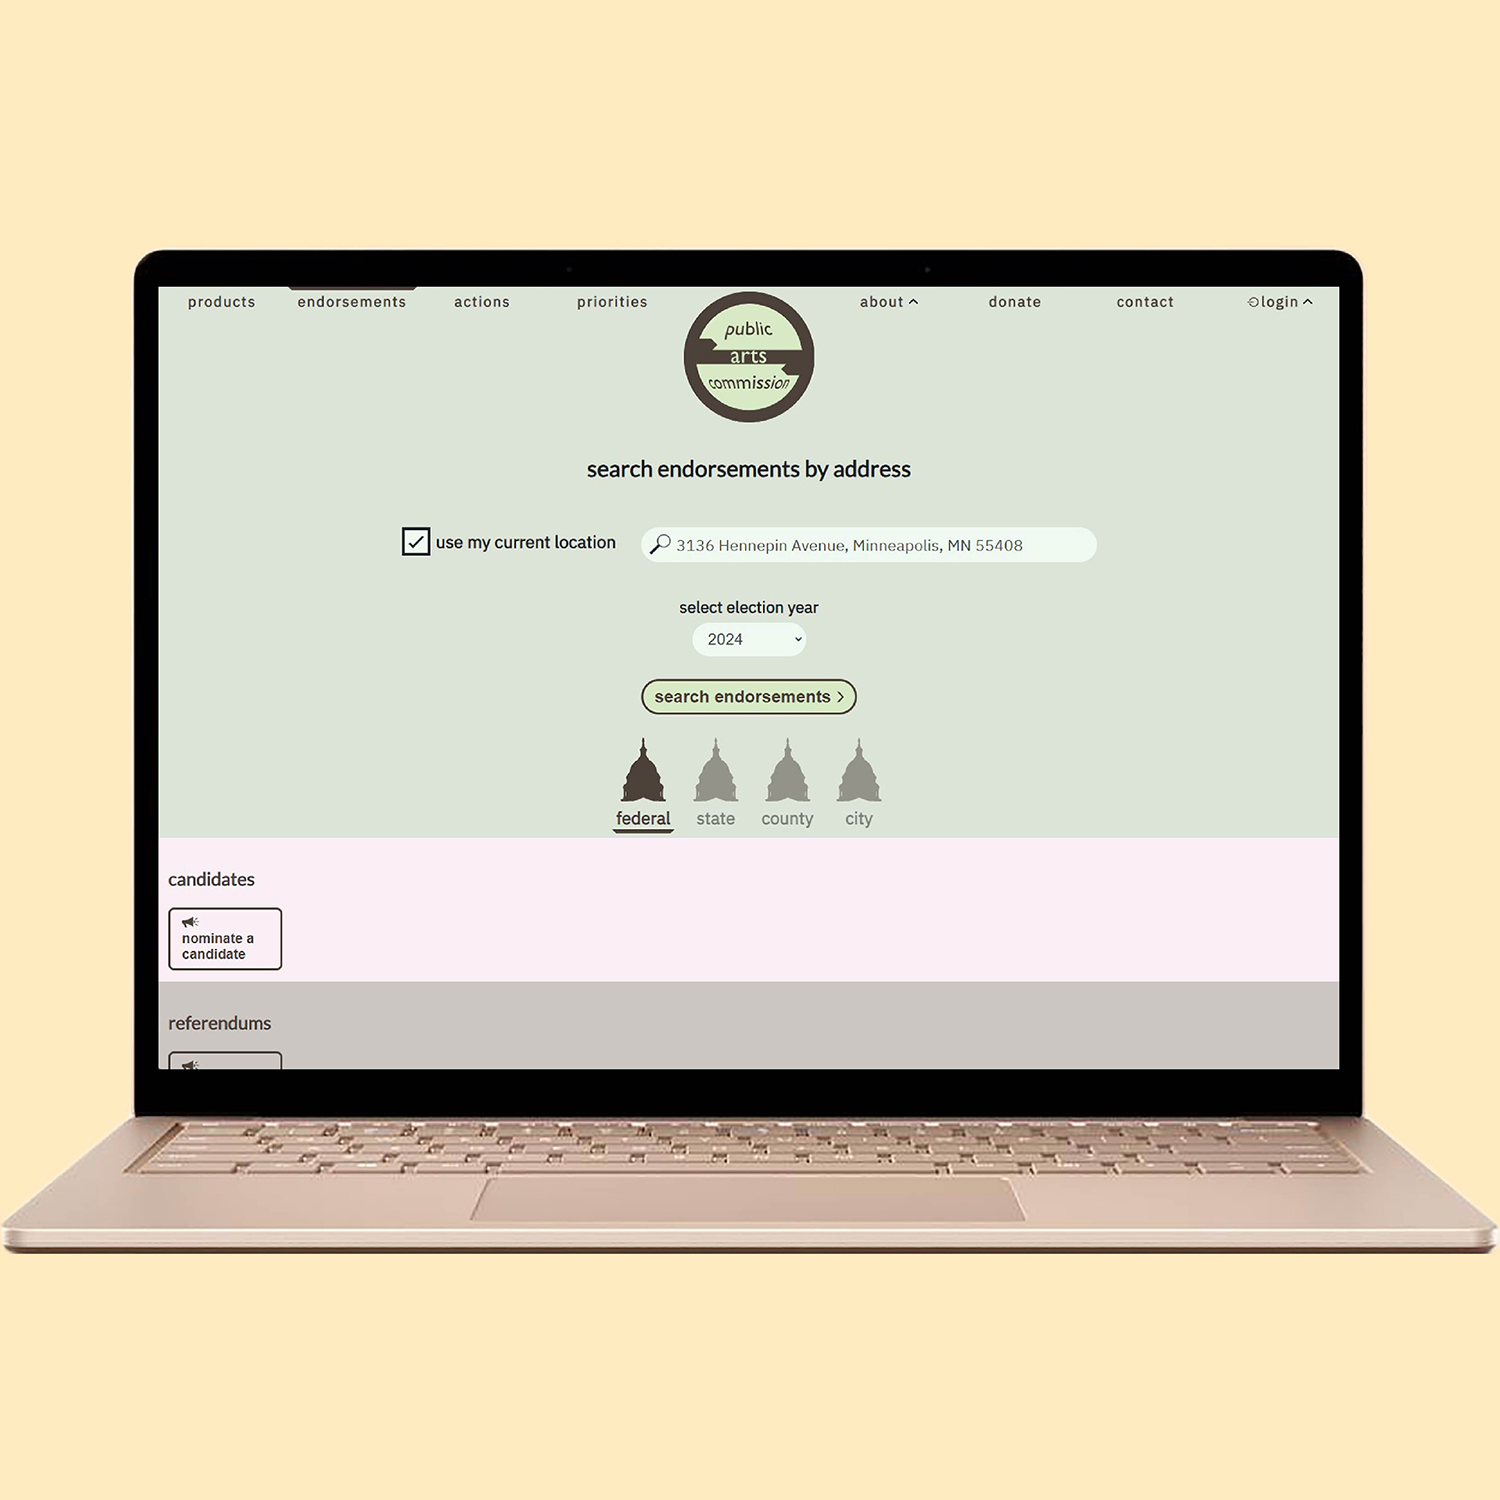 products
endorsements
actions
priorities
about
donate
contact
login
public
arts
commission
search endorsements by address
use my current location
3136 Hennepin Avenue, Minneapolis, MN 55408
select election year
2024
search endorsements
federal
state
county
city
candidates
nominate a
candidate
referendums